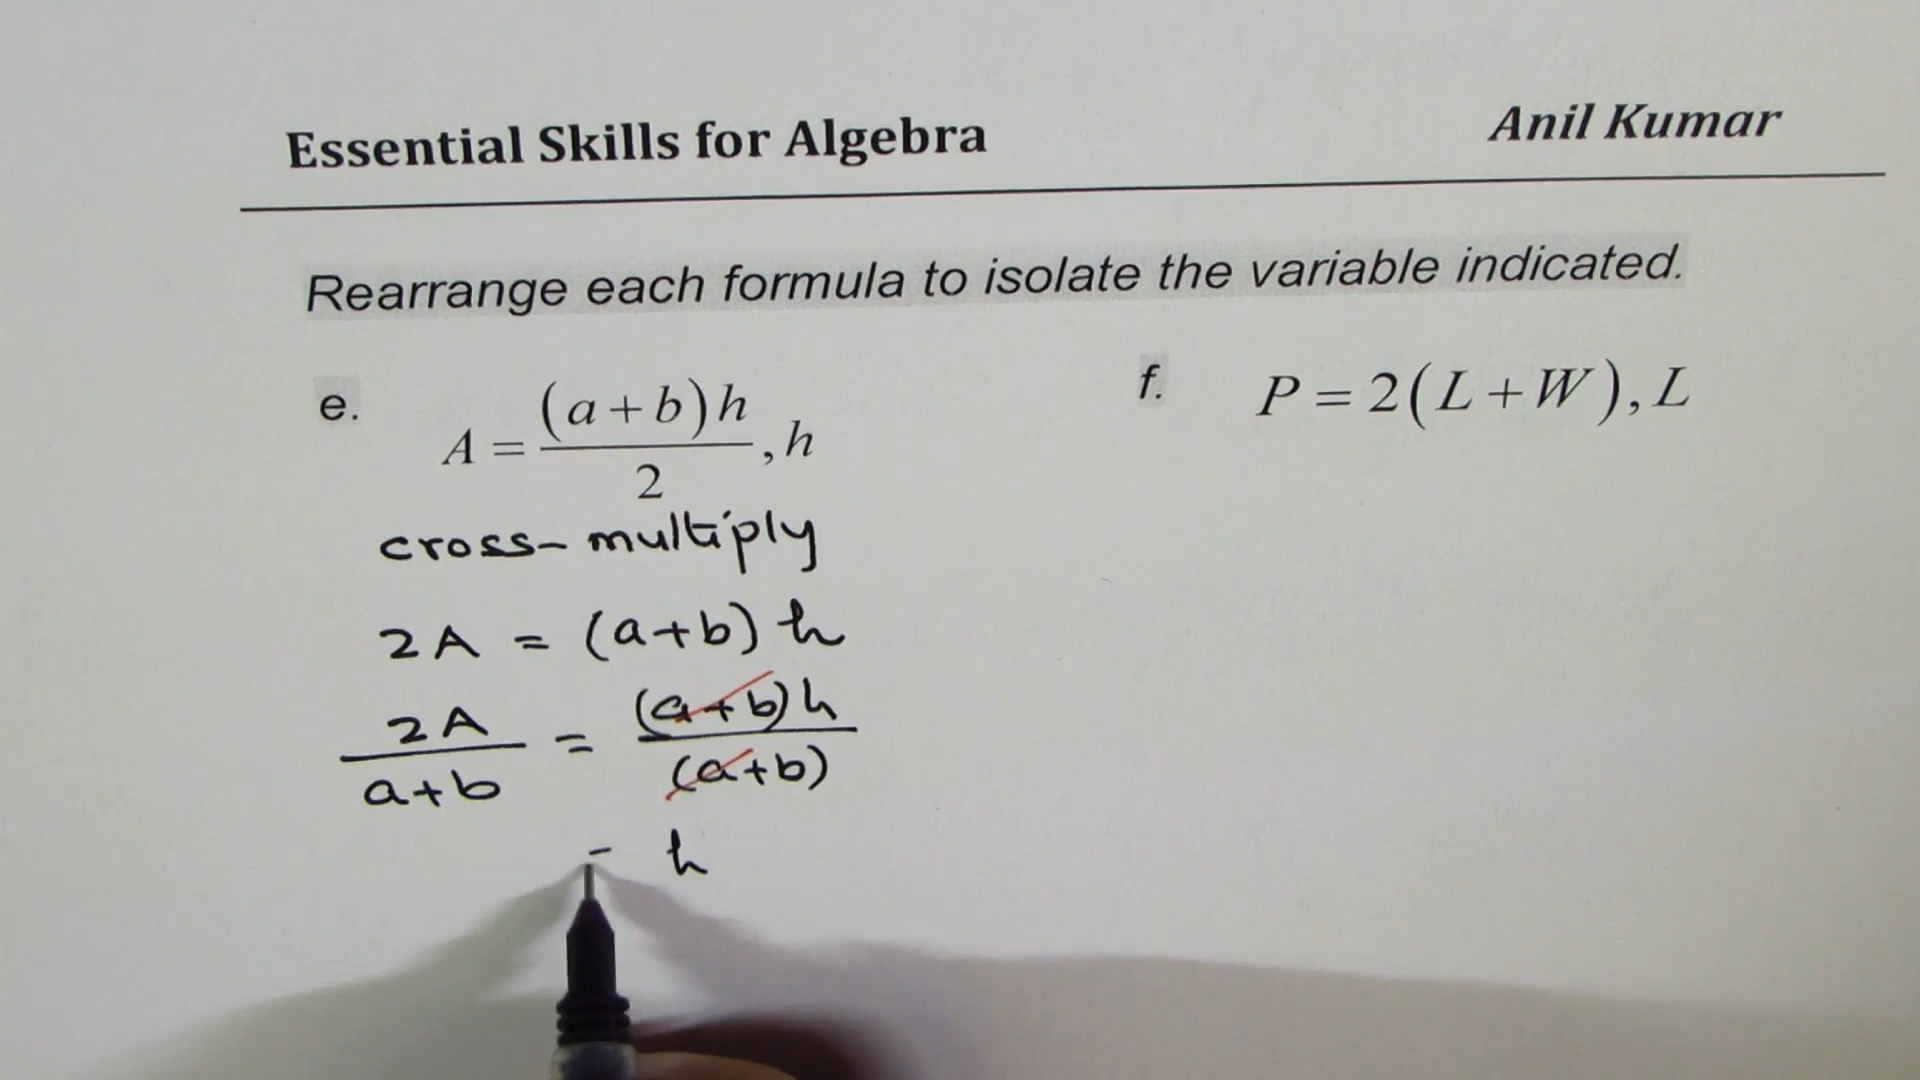 Essential Skills for Algebra Anil Kumar
Rearrange each formula to isolate the variable indicated.
e. A = (a+b)h / 2 , h
f. P = 2(L+W), L
cross-multiply
2A = (a+b) h
2A / a+b = (a+b)h / (a+b)
= h